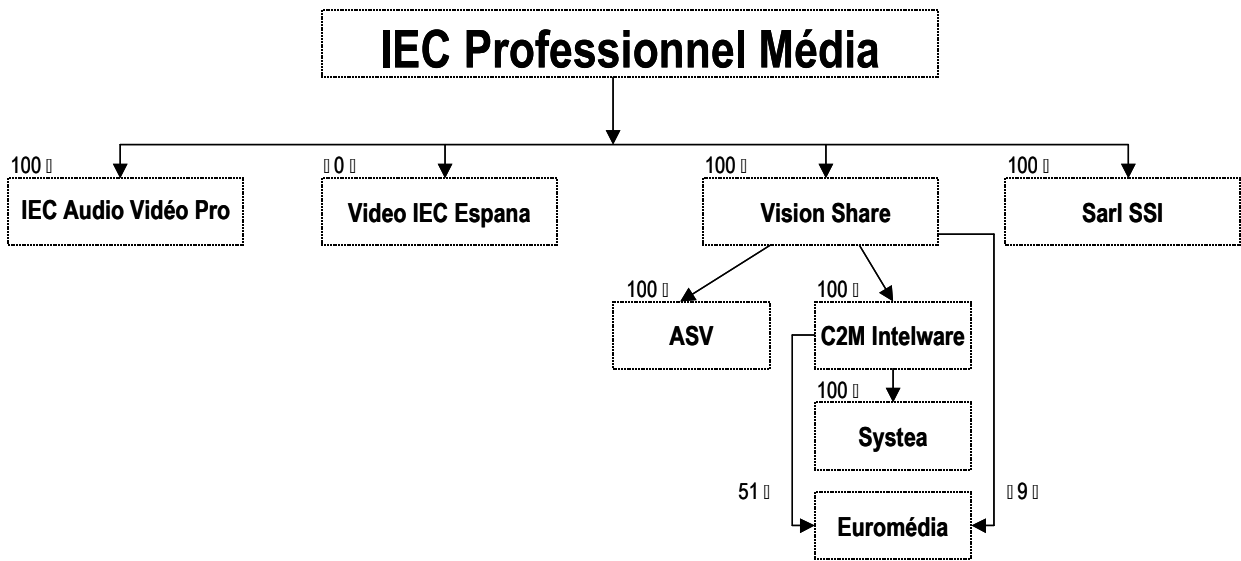 IEC Professionnel Média
100 ▯
▯ 0 ▯
100 ▯
100 ▯
IEC Audio Vidéo Pro
Video IEC Espana
Vision Share
Sarl SSI
100 ▯
100 ▯
ASV
C2M Intelware
100 ▯
Systea
51 ▯
▯ 9 ▯
Euromédia